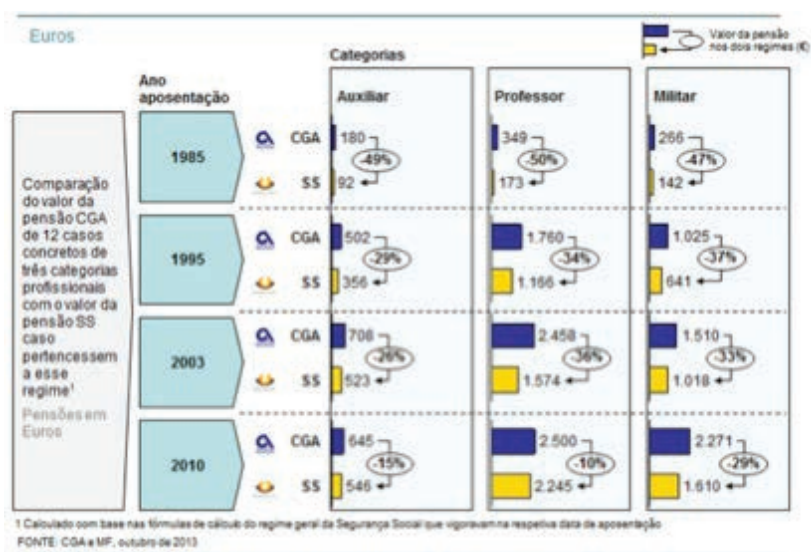 Euros
Valor da pensão
nos dois regimes (€)
Categorias
Ano
aposentação
Auxiliar
Professor
Militar
Comparação
do valor da
pensão CGA
de 12 casos
concretos de
três categorias
profissionais
com o valor da
pensão SS
caso
pertencessem
a esse
regime¹
Pensões em
Euros
1985
CGA 180 349 266
-49% -50% -47%
SS 92 173 142
1995
CGA 502 1.760 1.025
-29% -34% -37%
SS 356 1.166 641
2003
CGA 708 2.458 1.510
-26% -36% -33%
SS 523 1.574 1.018
2010
CGA 645 2.500 2.271
-15% -10% -29%
SS 546 2.245 1.610
1 Calculado com base nas fórmulas de cálculo do regime geral da Segurança Social que vigoravam na respetiva data de aposentação
FONTE: CGA e MF, outubro de 2013